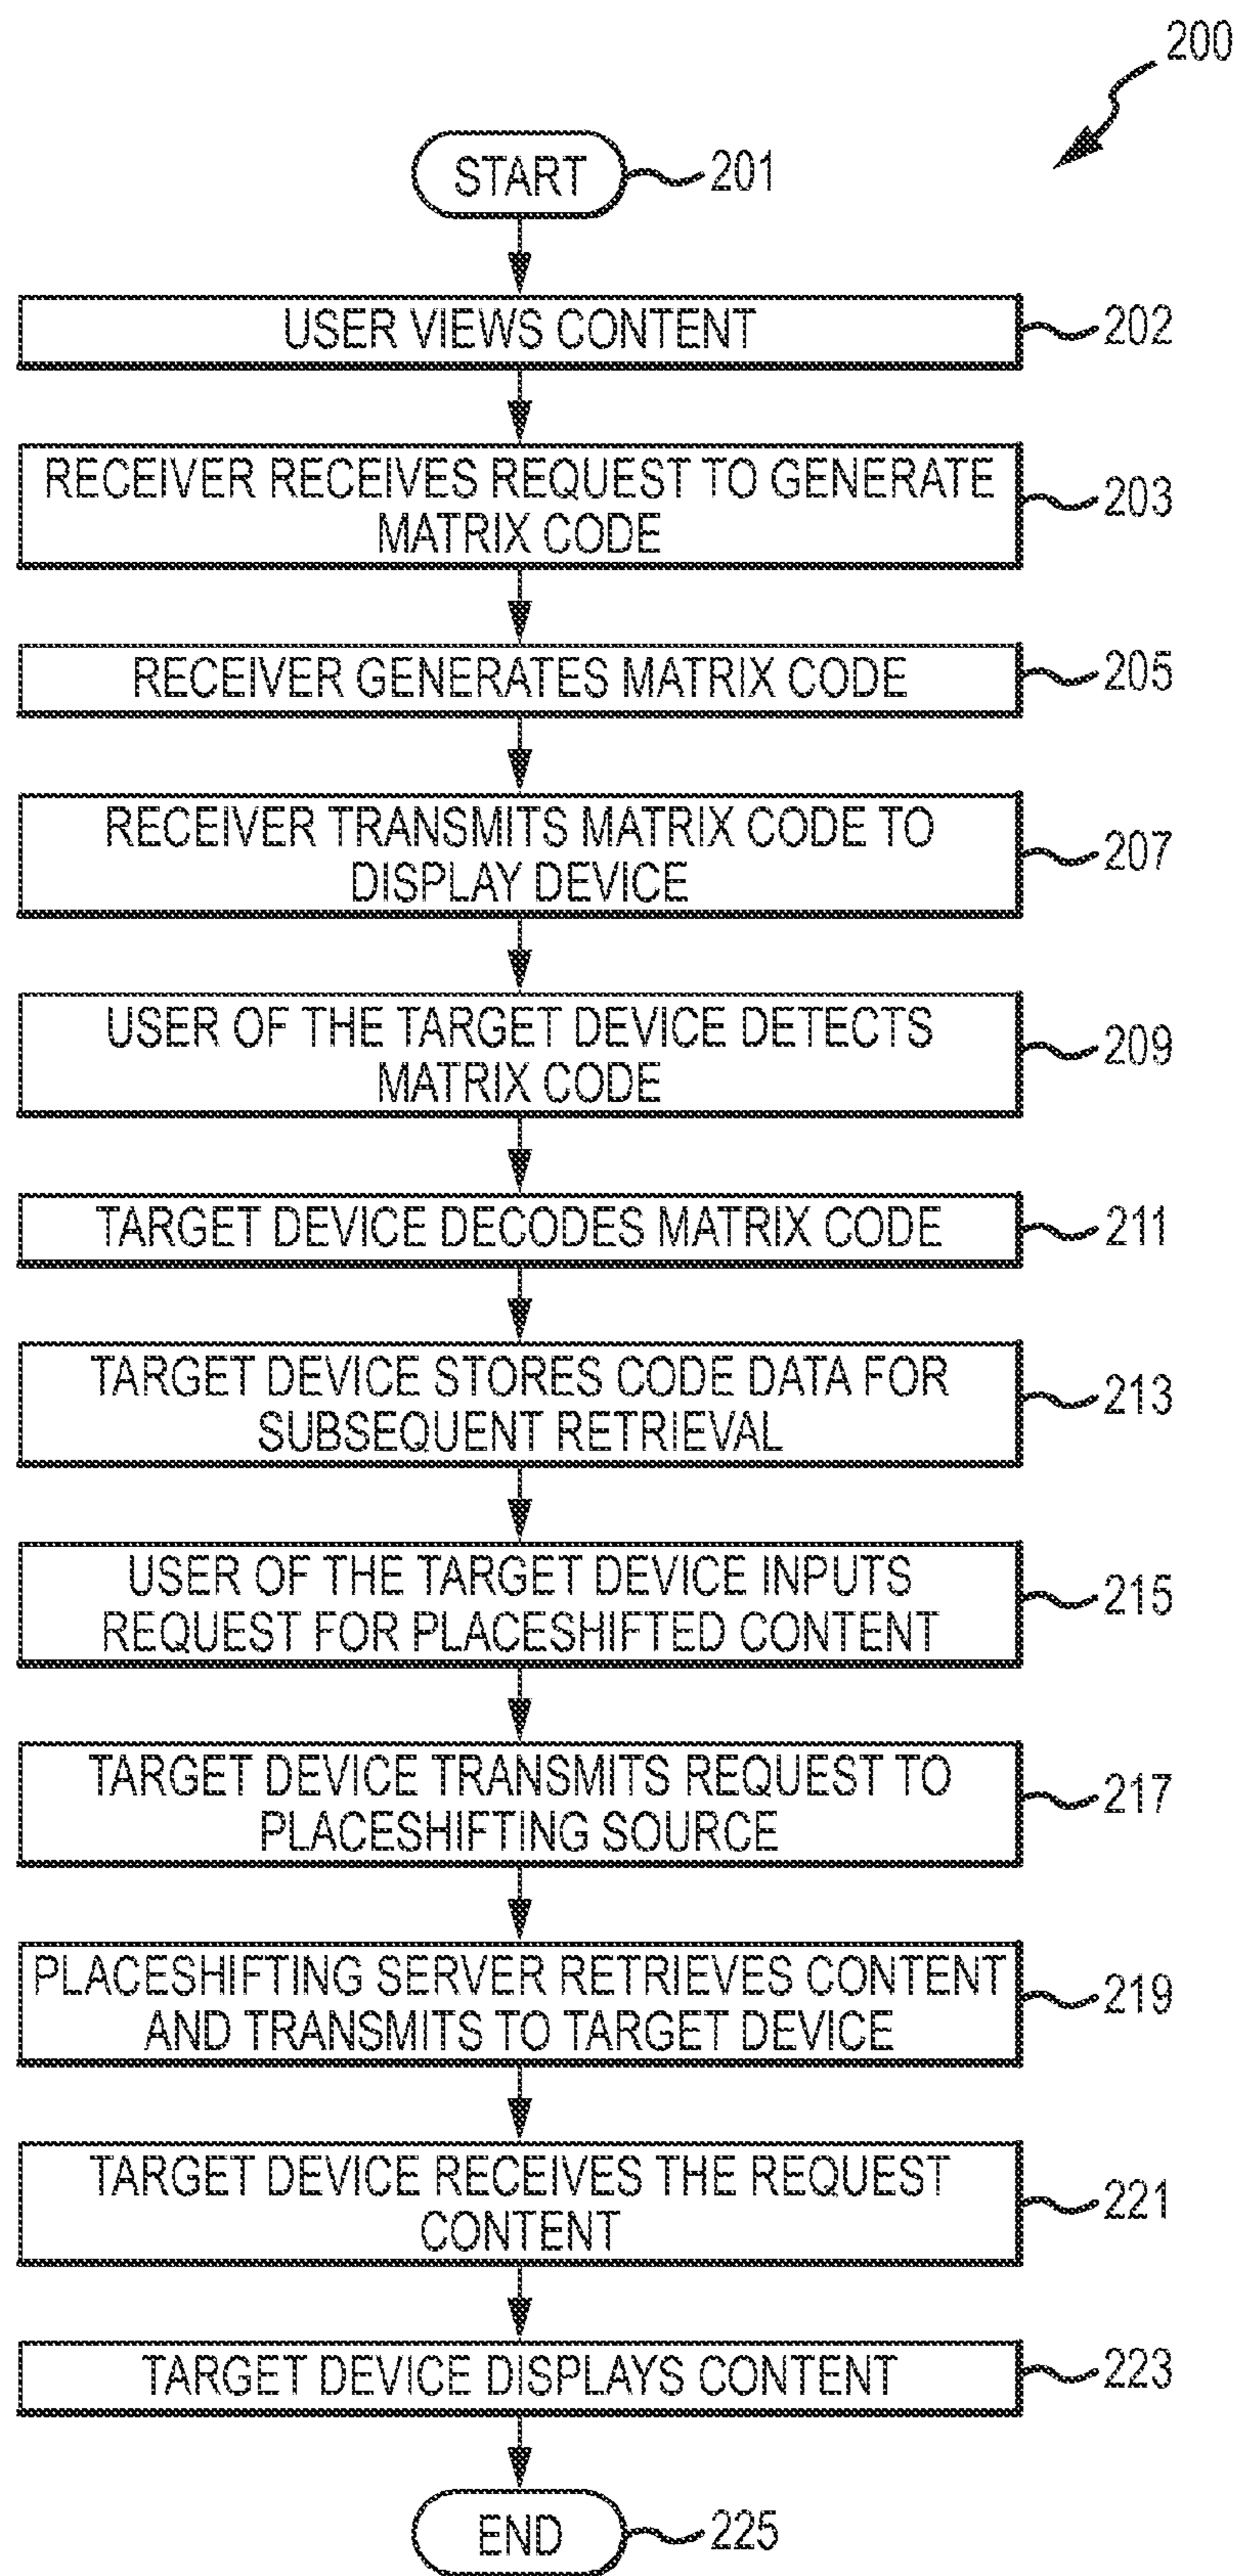 200
START
201
USER VIEWS CONTENT
202
RECEIVER RECEIVES REQUEST TO GENERATE
MATRIX CODE
203
RECEIVER GENERATES MATRIX CODE
205
RECEIVER TRANSMITS MATRIX CODE TO
DISPLAY DEVICE
207
USER OF THE TARGET DEVICE DETECTS
MATRIX CODE
209
TARGET DEVICE DECODES MATRIX CODE
211
TARGET DEVICE STORES CODE DATA FOR
SUBSEQUENT RETRIEVAL
213
USER OF THE TARGET DEVICE INPUTS
REQUEST FOR PLACESHIFTED CONTENT
215
TARGET DEVICE TRANSMITS REQUEST TO
PLACESHIFTING SOURCE
217
PLACESHIFTING SERVER RETRIEVES CONTENT
AND TRANSMITS TO TARGET DEVICE
219
TARGET DEVICE RECEIVES THE REQUEST
CONTENT
221
TARGET DEVICE DISPLAYS CONTENT
223
END
225